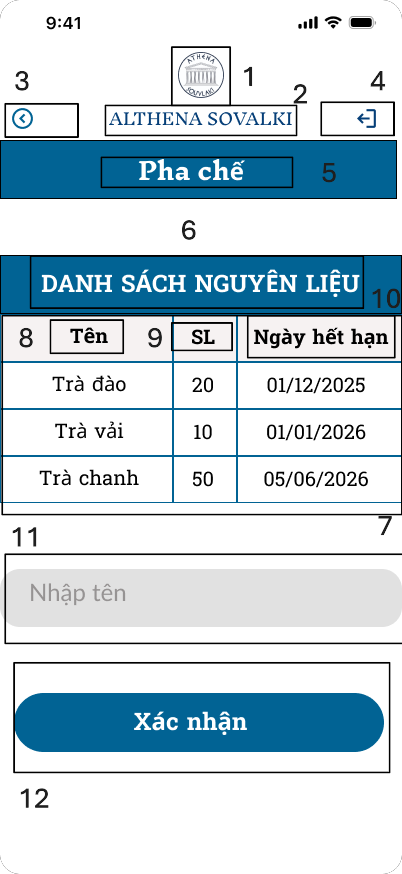 9:41
ATHENA
SOUVLAKI
1
2
3
4
ALTHENA SOVALKI
Pha chế
5
6
DANH SÁCH NGUYÊN LIỆU
10
8
Tên
9
SL
Ngày hết hạn
Trà đào 20 01/12/2025
Trà vải 10 01/01/2026
Trà chanh 50 05/06/2026
7
11
Nhập tên
Xác nhận
12